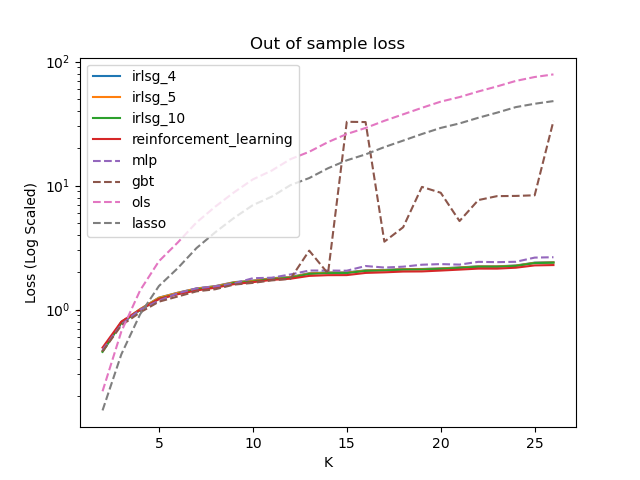 Out of sample loss
10²
10¹
10⁰
Loss (Log Scaled)
irlsg_4
irlsg_5
irlsg_10
reinforcement_learning
mlp
gbt
ols
lasso
5 10 15 20 25
K